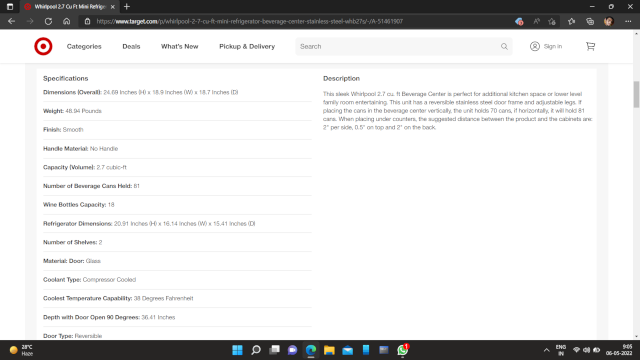 Whirlpool 2.7 Cu Ft Mini Refrige
https://www.target.com/p/whirlpool-2-7-cu-ft-mini-refrigerator-beverage-center-stainless-steel-whb27s/-/A-51461907
Categories Deals What's New Pickup & Delivery Search Sign in
Specifications
Dimensions (Overall): 24.69 Inches (H) x 18.9 Inches (W) x 18.7 Inches (D)
Weight: 46.94 Pounds
Finish: Smooth
Handle Material: No Handle
Capacity (Volume): 2.7 cubic-ft
Number of Beverage Cans Held: 81
Wine Bottles Capacity: 18
Refrigerator Dimensions: 20.91 Inches (H) x 16.14 Inches (W) x 15.41 Inches (D)
Number of Shelves: 2
Material: Door: Glass
Coolant Type: Compressor Cooled
Coolest Temperature Capability: 38 Degrees Fahrenheit
Depth with Door Open 90 Degrees: 36.41 Inches
Door Type: Reversible
Description
This sleek Whirlpool 2.7 cu. ft Beverage Center is perfect for additional kitchen space or lower level
family room entertaining. This unit has a reversible stainless steel door frame and adjustable legs. If
placing the cans in the beverage center vertically, the unit holds 70 cans, if horizontally, it will hold 81
cans. When placing under counters, the suggested distance between the product and the cabinets are:
2" per side, 0.5" on top and 2" on the back.
28°C
Haze
ENG
IN
9:05
06-05-2022